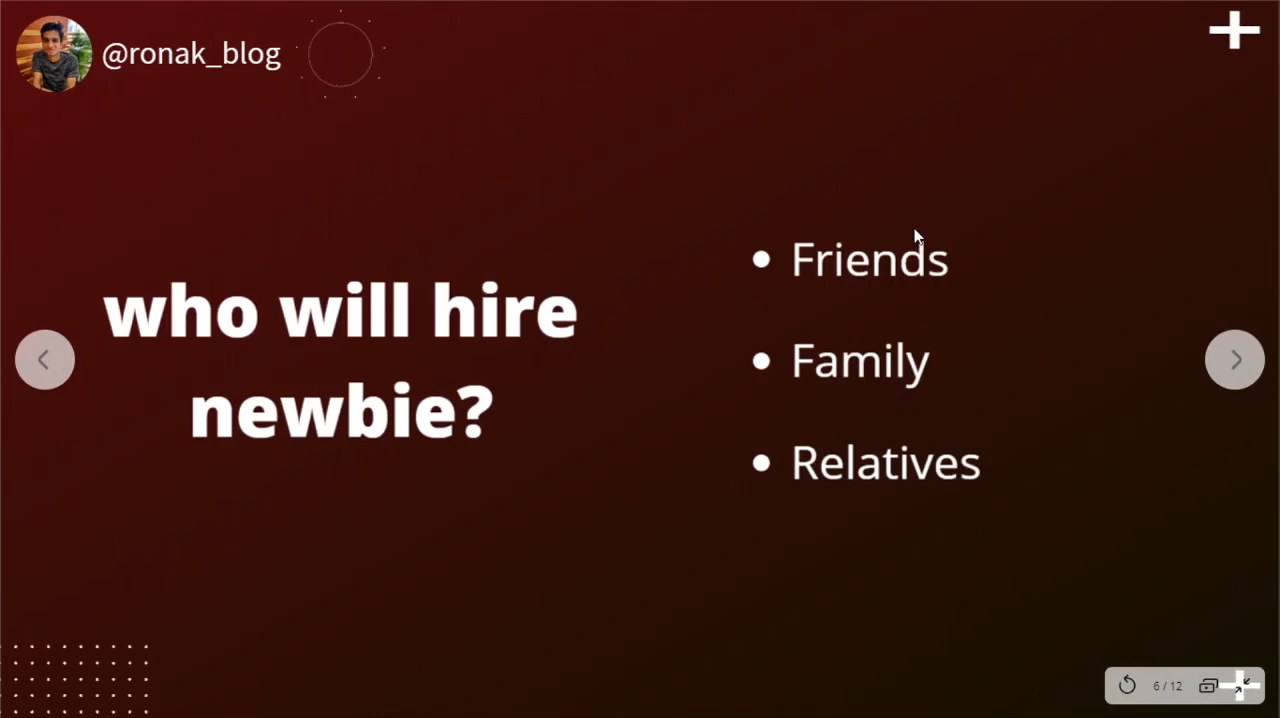 @ronak_blog
who will hire
newbie?
• Friends
• Family
• Relatives
6 / 12